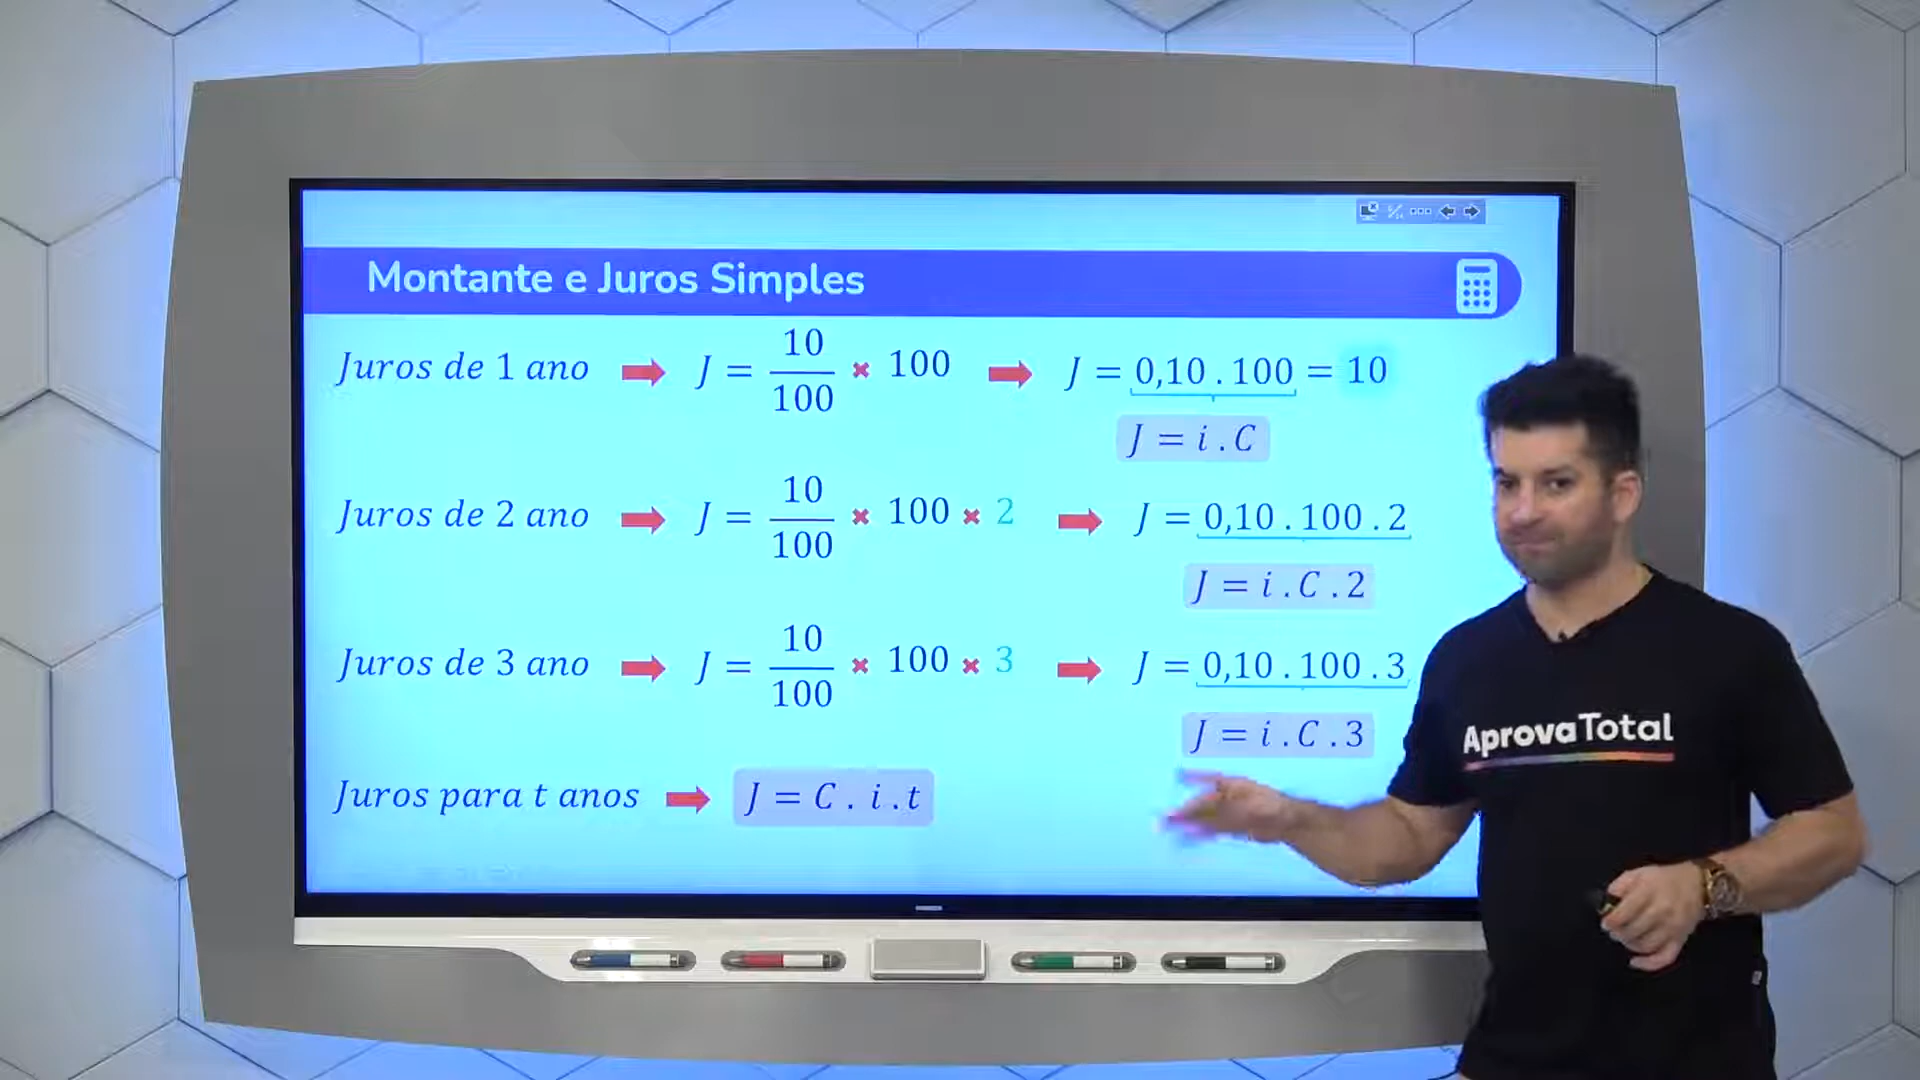 Montante e Juros Simples
Juros de 1 ano ➡ J = 10/100 × 100 ➡ J = 0,10 . 100 = 10
J = i . C
Juros de 2 ano ➡ J = 10/100 × 100 × 2 ➡ J = 0,10 . 100 . 2
J = i . C . 2
Juros de 3 ano ➡ J = 10/100 × 100 × 3 ➡ J = 0,10 . 100 . 3
J = i . C . 3
Juros para t anos ➡ J = C . i . t
AprovaTotal